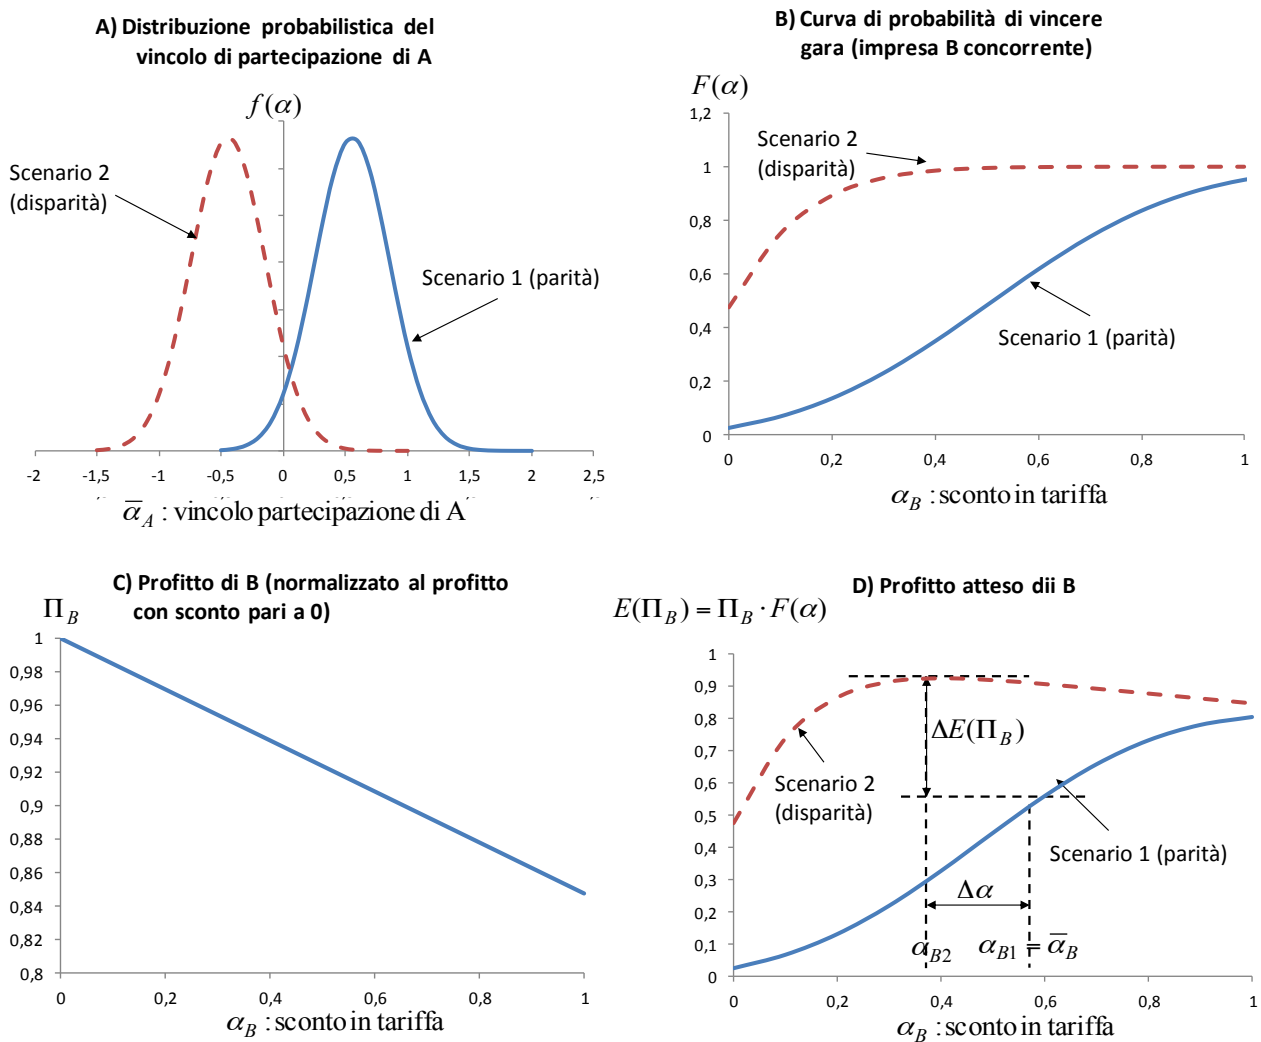 A) Distribuzione probabilistica del
vincolo di partecipazione di A
f(α)
Scenario 2
(disparità)
Scenario 1 (parità)
-2 -1,5 -1 -0,5 0 0,5 1 1,5 2 2,5
α̅_A : vincolo partecipazione di A
B) Curva di probabilità di vincere
gara (impresa B concorrente)
F(α)
1,2
1
0,8
0,6
0,4
0,2
0
Scenario 2
(disparità)
Scenario 1 (parità)
0 0,2 0,4 0,6 0,8 1
α_B : sconto in tariffa
C) Profitto di B (normalizzato al profitto
con sconto pari a 0)
Π_B
1
0,98
0,96
0,94
0,92
0,9
0,88
0,86
0,84
0,82
0,8
0 0,2 0,4 0,6 0,8 1
α_B : sconto in tariffa
D) Profitto atteso dii B
E(Π_B) = Π_B · F(α)
1
0,9
0,8
0,7
0,6
0,5
0,4
0,3
0,2
0,1
0
ΔE(Π_B)
Scenario 2
(disparità)
Scenario 1 (parità)
Δα
α_B2 α_B1 = α̅_B
0 0,2 0,4 0,6 0,8 1
α_B : sconto in tariffa